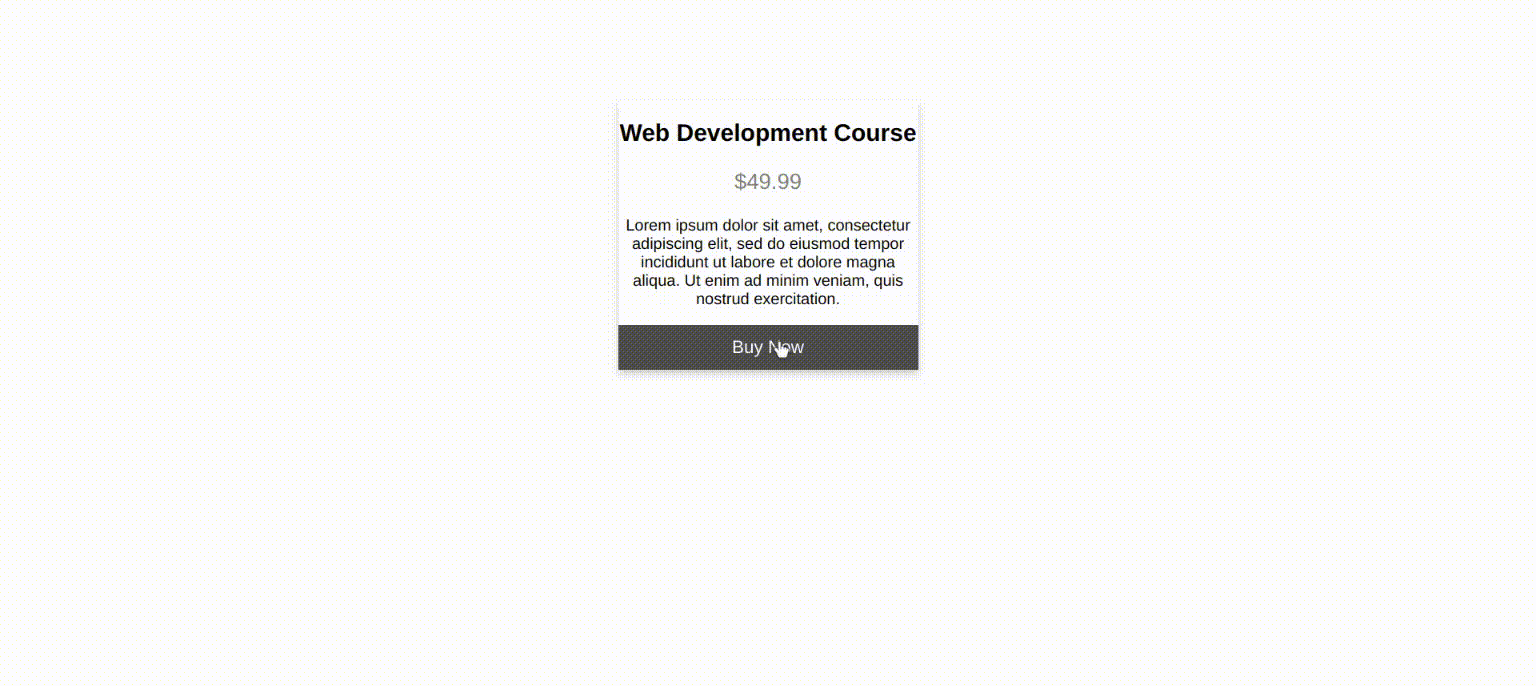 Web Development Course
$49.99
Lorem ipsum dolor sit amet, consectetur
adipiscing elit, sed do eiusmod tempor
incididunt ut labore et dolore magna
aliqua. Ut enim ad minim veniam, quis
nostrud exercitation.
Buy Now